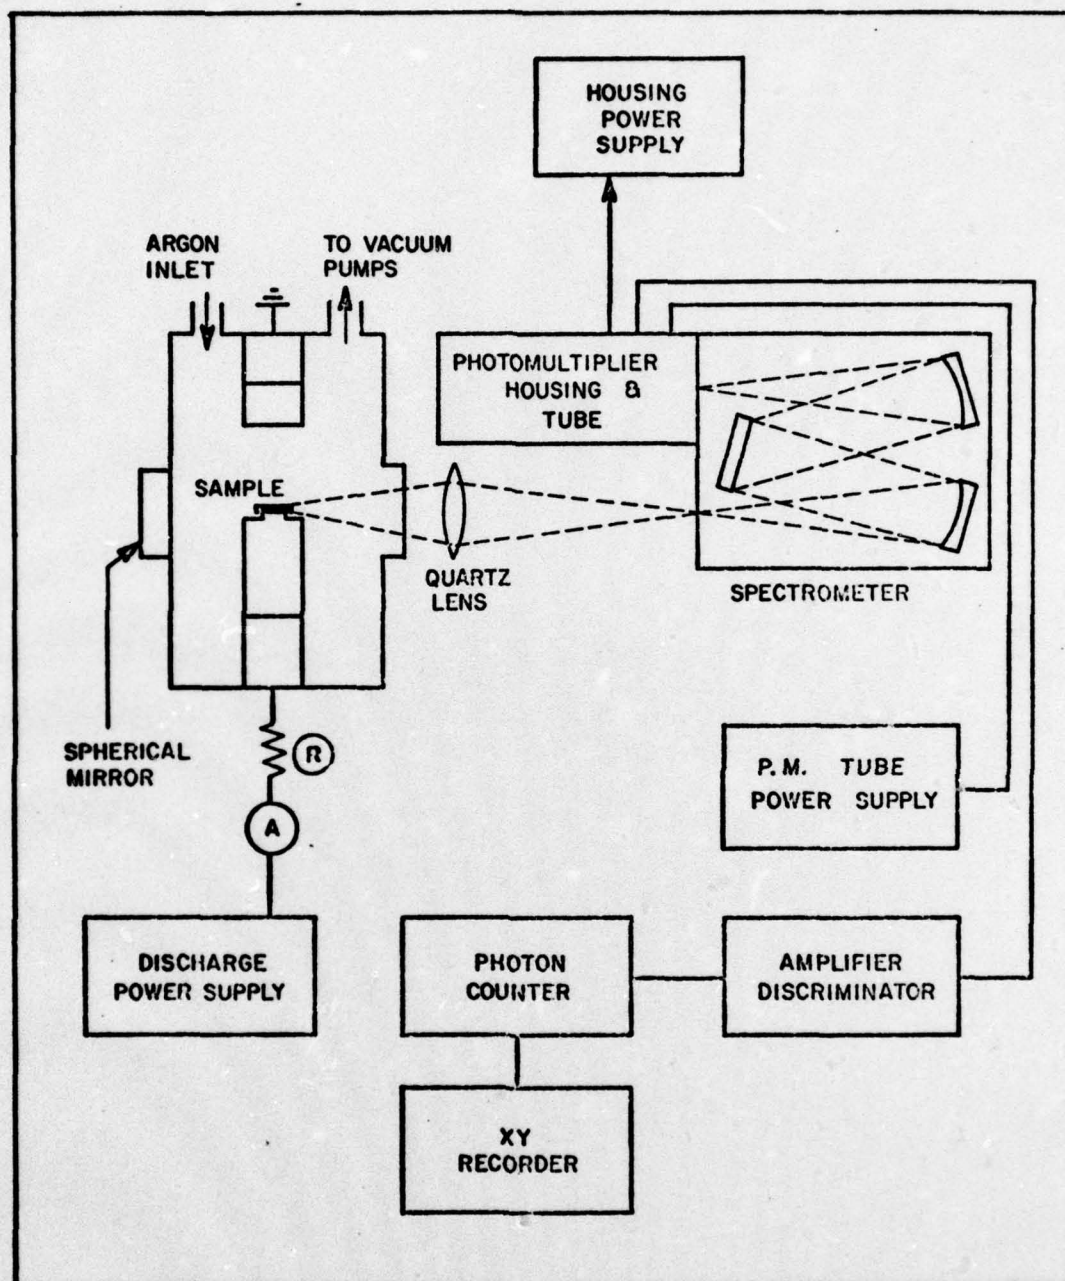 HOUSING
POWER
SUPPLY
ARGON
INLET
TO VACUUM
PUMPS
PHOTOMULTIPLIER
HOUSING &
TUBE
SAMPLE
QUARTZ
LENS
SPECTROMETER
SPHERICAL
MIRROR
R
A
P.M. TUBE
POWER SUPPLY
DISCHARGE
POWER SUPPLY
PHOTON
COUNTER
AMPLIFIER
DISCRIMINATOR
XY
RECORDER